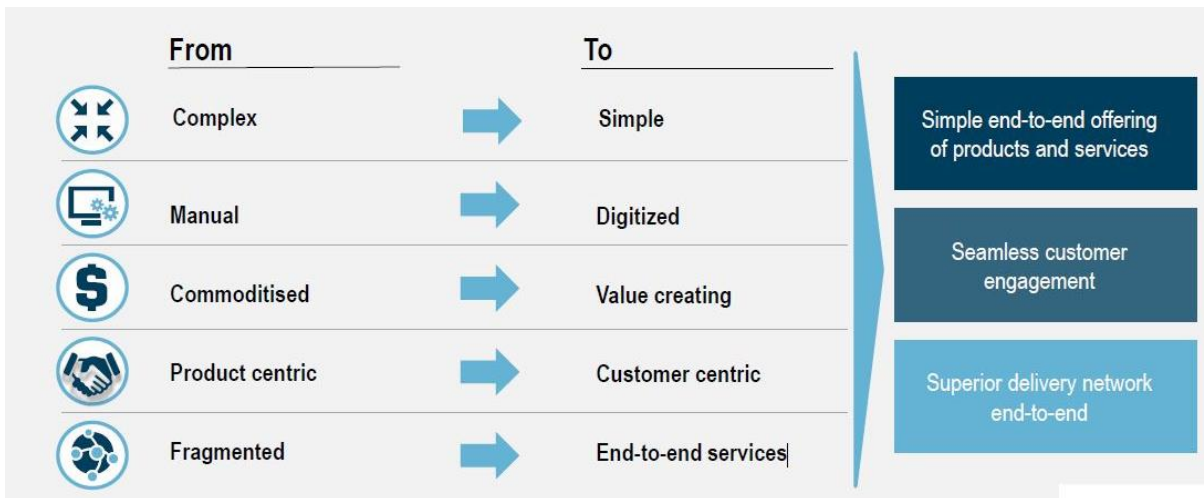 From To
Complex Simple
Manual Digitized
$
Commoditised Value creating
Product centric Customer centric
Fragmented End-to-end services
Simple end-to-end offering
of products and services
Seamless customer
engagement
Superior delivery network
end-to-end